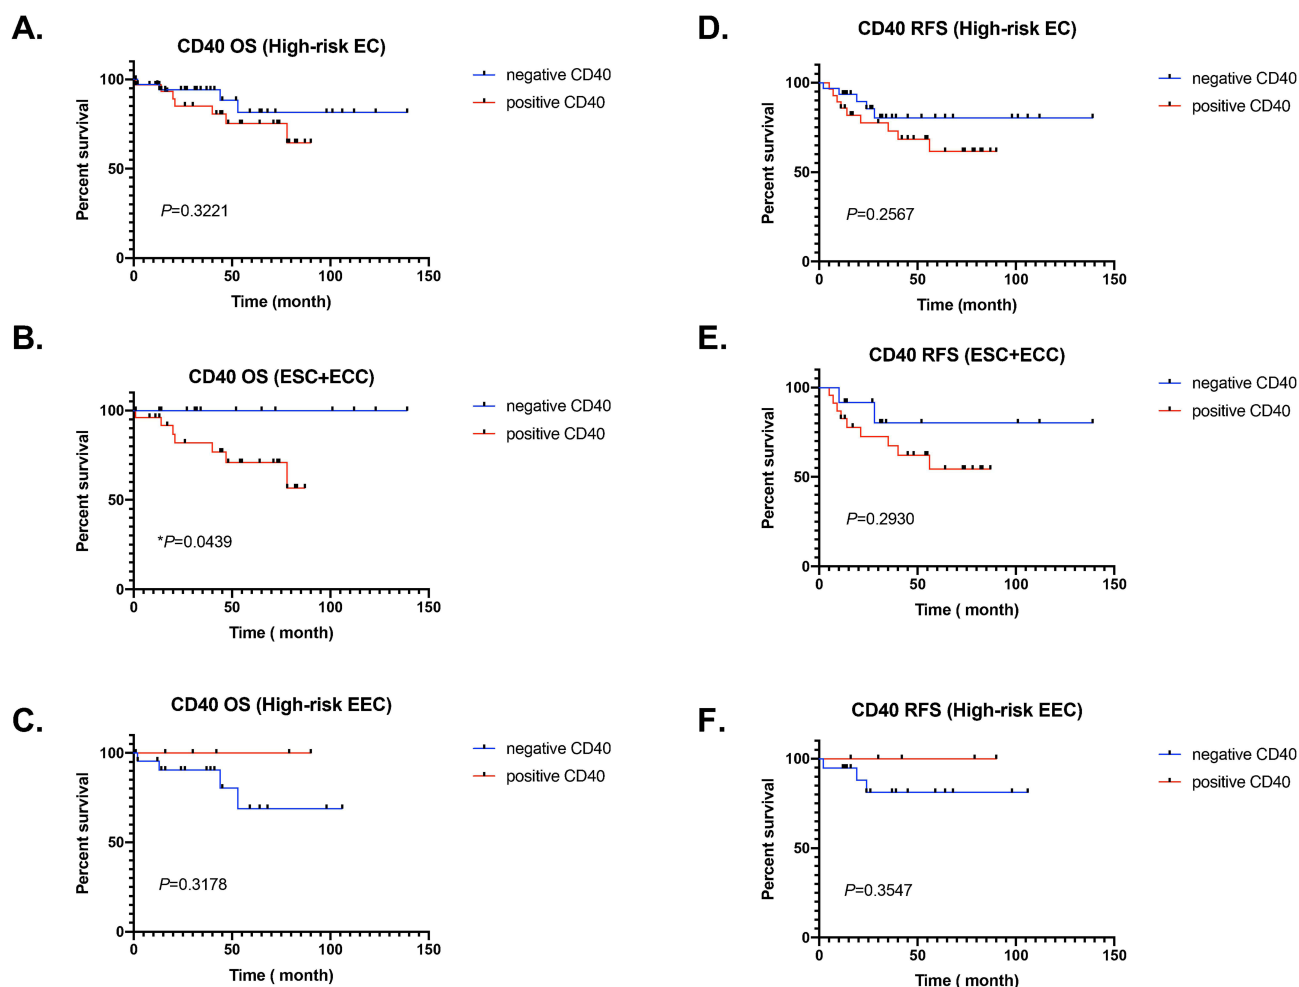 A.
CD40 OS (High-risk EC)
negative CD40
positive CD40
Percent survival
100
50
0
P=0.3221
0 50 100 150
Time (month)
D.
CD40 RFS (High-risk EC)
negative CD40
positive CD40
Percent survival
100
50
0
P=0.2567
0 50 100 150
Time (month)
B.
CD40 OS (ESC+ECC)
negative CD40
positive CD40
Percent survival
100
50
0
*P=0.0439
0 50 100 150
Time ( month)
E.
CD40 RFS (ESC+ECC)
negative CD40
positive CD40
Percent survival
100
50
0
P=0.2930
0 50 100 150
Time ( month)
C.
CD40 OS (High-risk EEC)
negative CD40
positive CD40
Percent survival
100
50
0
P=0.3178
0 50 100 150
Time ( month)
F.
CD40 RFS (High-risk EEC)
negative CD40
positive CD40
Percent survival
100
50
0
P=0.3547
0 50 100 150
Time ( month)